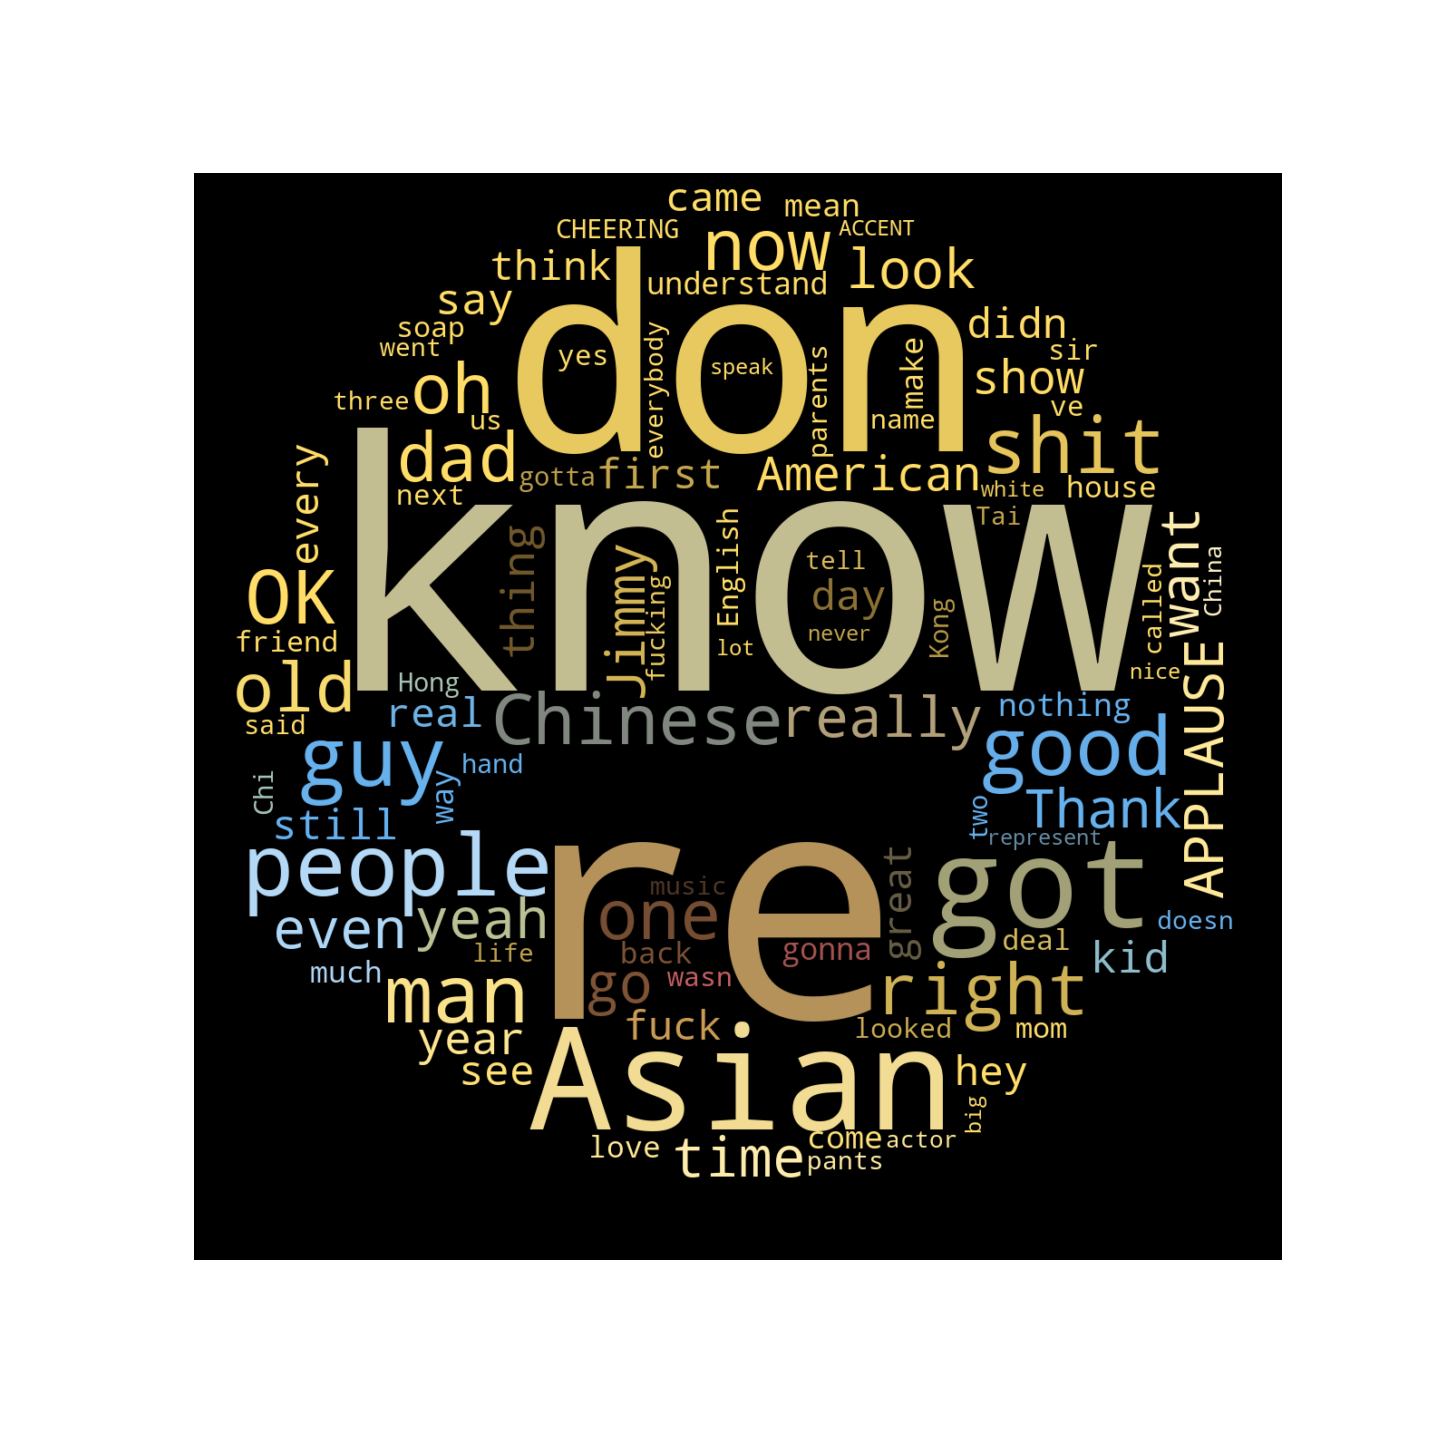 came
mean
CHEERING
now
ACCENT
think
understand
look
say
don
didn
soap
went
yes
everybody
speak
parents
make
sir
oh
show
three
us
name
ve
dad
shit
every
next
gotta
first
American
white
house
know
Tai
want
China
OK
thing
Jimmy
fucking
English
tell
day
never
Kong
called
friend
lot
nice
old
Hong
said
real
Chinese
really
nothing
APPLAUSE
guy
hand
good
Chi
way
still
two
Thank
represent
people
re
got
great
music
even
yeah
one
doesn
life
back
gonna
deal
kid
much
wasn
man
go
right
year
fuck
looked
mom
see
Asian
hey
big
love
time
come
actor
pants